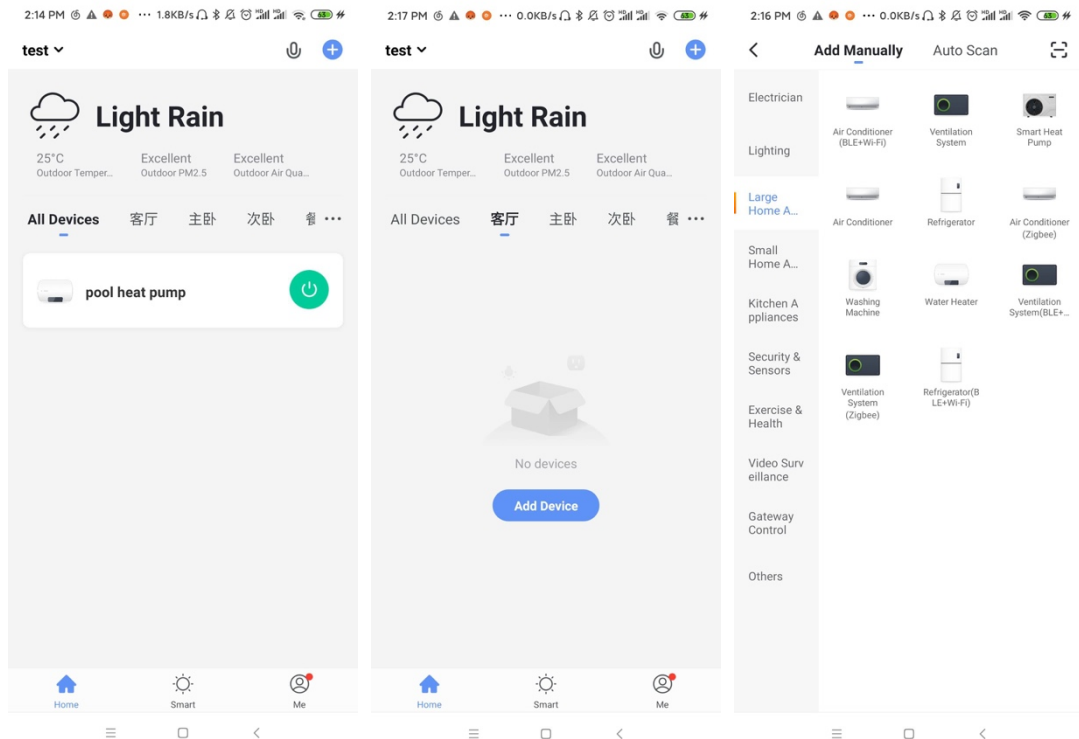 2:14 PM ··· 1.8KB/s 63
test
Light Rain
25°C Excellent Excellent
Outdoor Temper... Outdoor PM2.5 Outdoor Air Qua...
All Devices 客厅 主卧 次卧 ···
pool heat pump
Home Smart Me
2:17 PM ··· 0.0KB/s 63
test
Light Rain
25°C Excellent Excellent
Outdoor Temper... Outdoor PM2.5 Outdoor Air Qua...
All Devices 客厅 主卧 次卧 餐 ···
No devices
Add Device
Home Smart Me
2:16 PM ··· 0.0KB/s 63
Add Manually Auto Scan
Electrician
Lighting
Large
Home A...
Small
Home A...
Kitchen A
ppliances
Security &
Sensors
Exercise &
Health
Video Surv
eillance
Gateway
Control
Others
Air Conditioner
(BLE+Wi-Fi)
Ventilation
System
Smart Heat
Pump
Air Conditioner
Refrigerator
Air Conditioner
(Zigbee)
Washing
Machine
Water Heater
Ventilation
System(BLE+...
Ventilation
System
(Zigbee)
Refrigerator(B
LE+Wi-Fi)